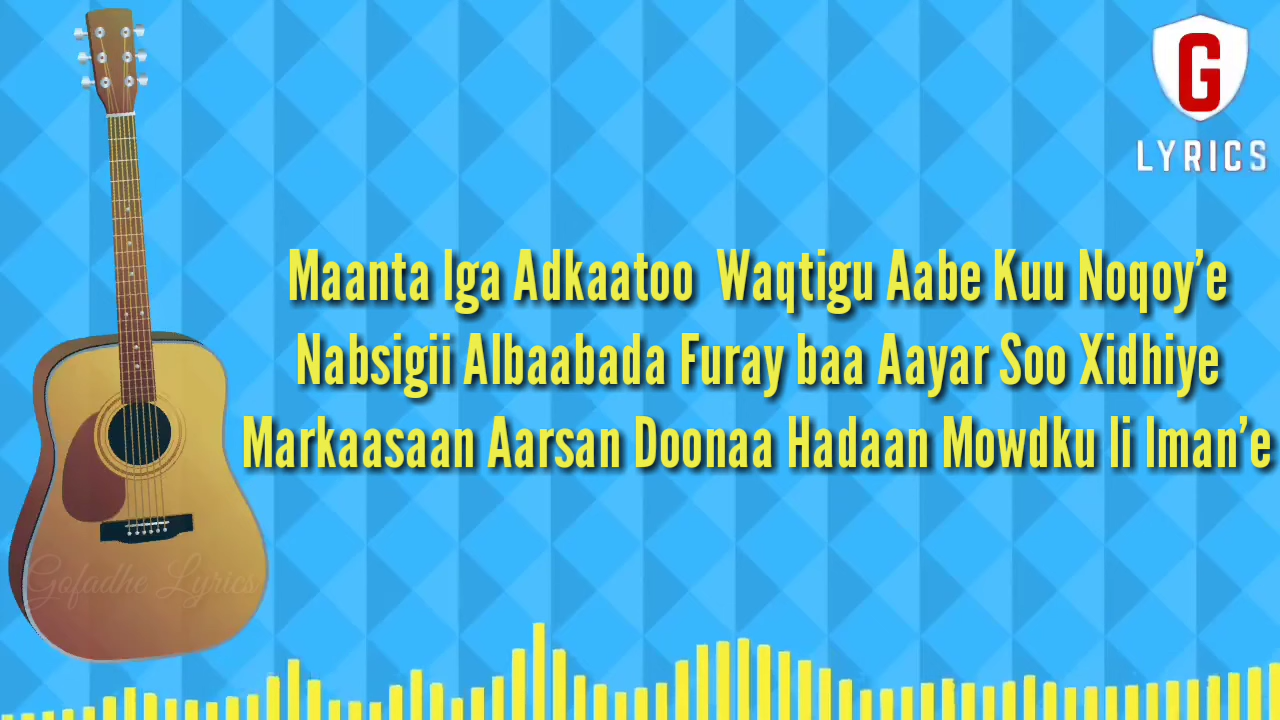 G
LYRICS
Maanta Iga Adkaatoo Waqtigu Aabe Kuu Noqoy’e
Nabsigii Albaabada Furay baa Aayar Soo Xidhiye
Markaasaan Aarsan Doonaa Hadaan Mowdku Ii Iman’e
Gofadhe Lyrics